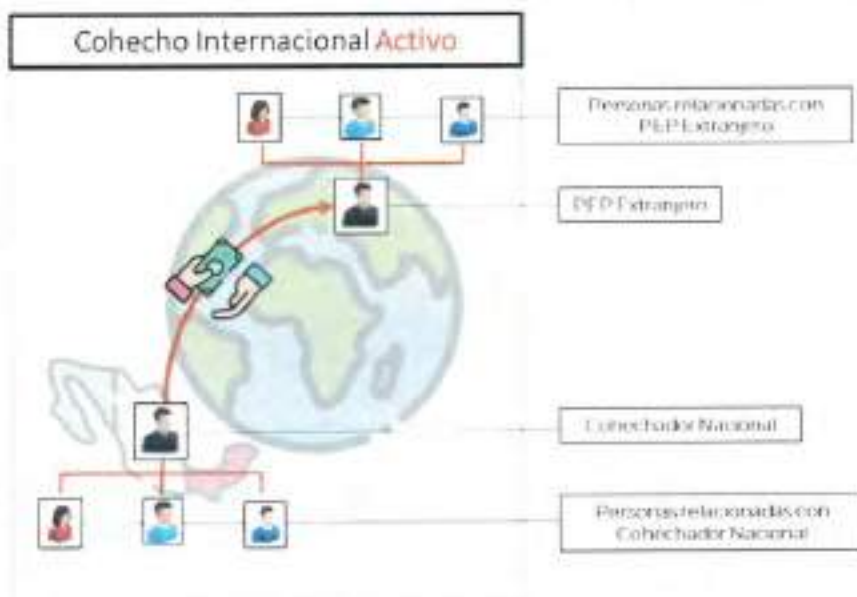 Cohecho Internacional Activo
Personas relacionadas con
PEP Extranjero
PEP Extranjero
Cohechador Nacional
Personas relacionadas con
Cohechador Nacional